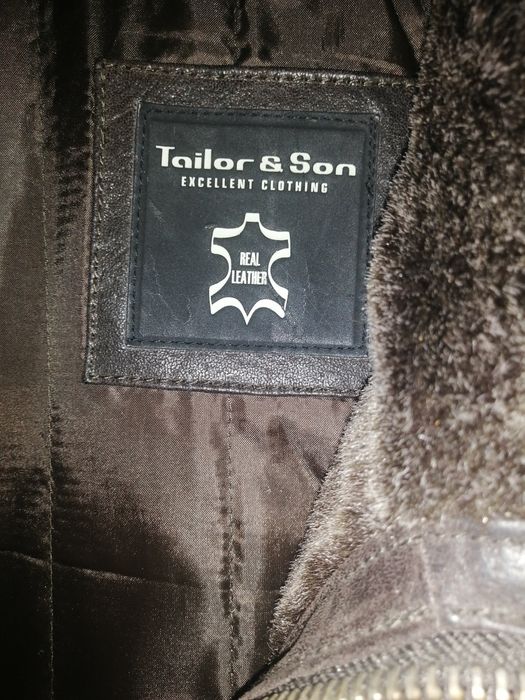 Tailor & Son
EXCELLENT CLOTHING
REAL
LEATHER